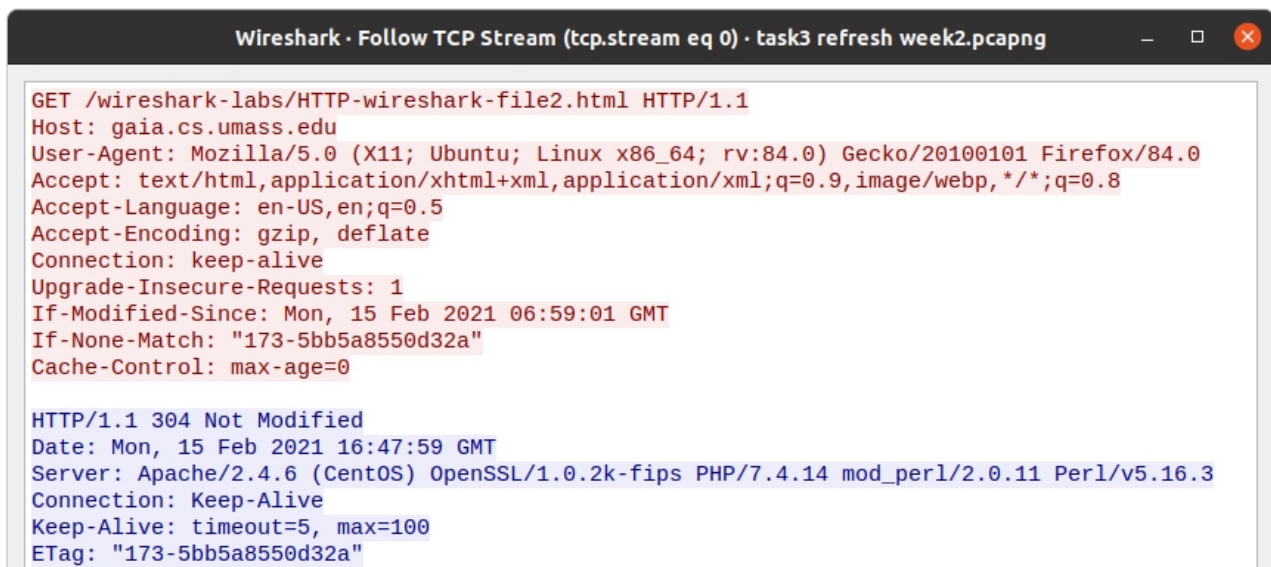 Wireshark · Follow TCP Stream (tcp.stream eq 0) · task3 refresh week2.pcapng
GET /wireshark-labs/HTTP-wireshark-file2.html HTTP/1.1
Host: gaia.cs.umass.edu
User-Agent: Mozilla/5.0 (X11; Ubuntu; Linux x86_64; rv:84.0) Gecko/20100101 Firefox/84.0
Accept: text/html,application/xhtml+xml,application/xml;q=0.9,image/webp,*/*;q=0.8
Accept-Language: en-US,en;q=0.5
Accept-Encoding: gzip, deflate
Connection: keep-alive
Upgrade-Insecure-Requests: 1
If-Modified-Since: Mon, 15 Feb 2021 06:59:01 GMT
If-None-Match: "173-5bb5a8550d32a"
Cache-Control: max-age=0
HTTP/1.1 304 Not Modified
Date: Mon, 15 Feb 2021 16:47:59 GMT
Server: Apache/2.4.6 (CentOS) OpenSSL/1.0.2k-fips PHP/7.4.14 mod_perl/2.0.11 Perl/v5.16.3
Connection: Keep-Alive
Keep-Alive: timeout=5, max=100
ETag: "173-5bb5a8550d32a"